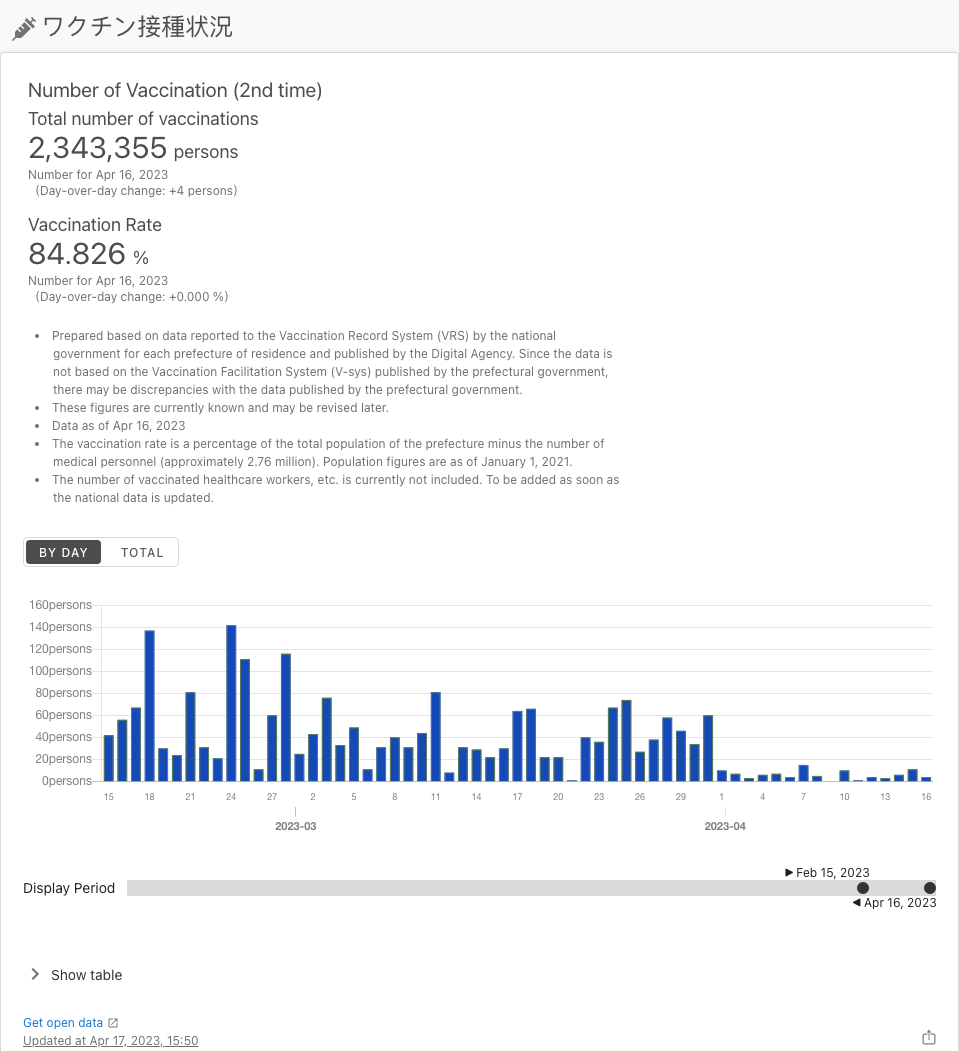 ワクチン接種状況
Number of Vaccination (2nd time)
Total number of vaccinations
2,343,355 persons
Number for Apr 16, 2023
(Day-over-day change: +4 persons)
Vaccination Rate
84.826 %
Number for Apr 16, 2023
(Day-over-day change: +0.000 %)
• Prepared based on data reported to the Vaccination Record System (VRS) by the national
government for each prefecture of residence and published by the Digital Agency. Since the data is
not based on the Vaccination Facilitation System (V-sys) published by the prefectural government,
there may be discrepancies with the data published by the prefectural government.
• These figures are currently known and may be revised later.
• Data as of Apr 16, 2023
• The vaccination rate is a percentage of the total population of the prefecture minus the number of
medical personnel (approximately 2.76 million). Population figures are as of January 1, 2021.
• The number of vaccinated healthcare workers, etc. is currently not included. To be added as soon as
the national data is updated.
BY DAY TOTAL
160persons
140persons
120persons
100persons
80persons
60persons
40persons
20persons
0persons
15 18 21 24 27 2 5 8 11 14 17 20 23 26 29 1 4 7 10 13 16
2023-03 2023-04
Feb 15, 2023
Display Period
Apr 16, 2023
Show table
Get open data
Updated at Apr 17, 2023, 15:50